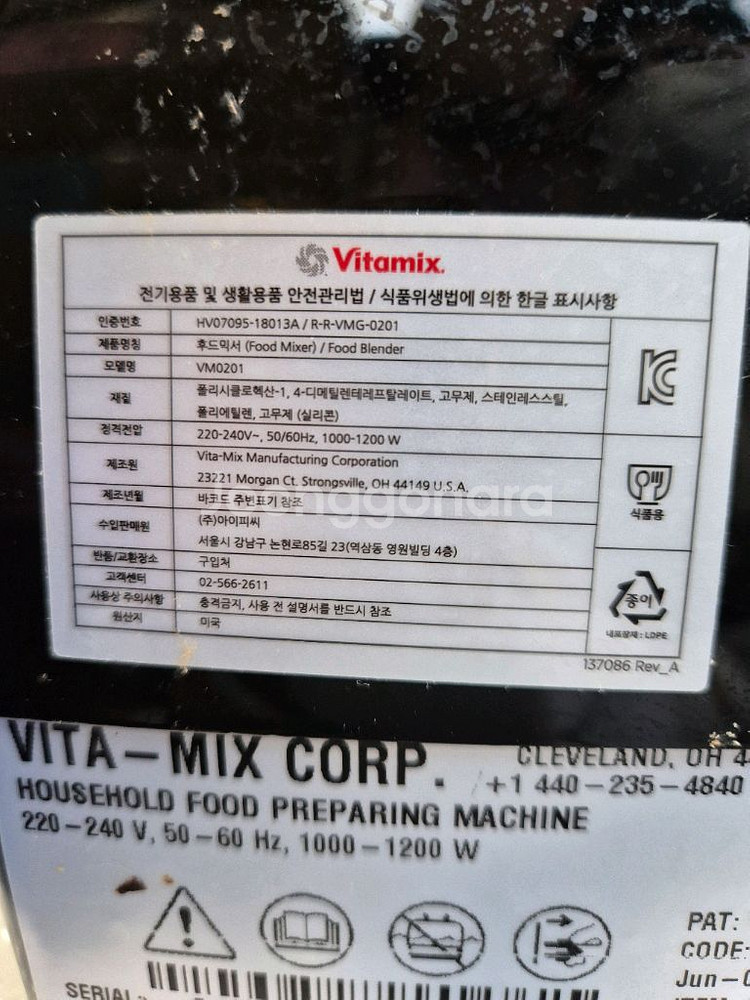 Vitamix.
전기용품 및 생활용품 안전관리법 / 식품위생법에 의한 한글 표시사항
인증번호 HV07095-18013A / R-R-VMG-0201
제품명칭 후드믹서 (Food Mixer) / Food Blender
모델명 VM0201
재질 폴리시클로헥산-1, 4-디메틸렌테레프탈레이트, 고무제, 스테인레스스틸,
폴리에틸렌, 고무제 (실리콘)
정격전압 220-240V~, 50/60Hz, 1000-1200 W
제조원 Vita-Mix Manufacturing Corporation
23221 Morgan Ct. Strongsville, OH 44149 U.S.A.
제조년월 바코드 주변표기 참조
수입판매원 (주)아이피씨
서울시 강남구 논현로85길 23(역삼동 영원빌딩 4층)
반품/교환장소 구입처
고객센터 02-566-2611
사용상 주의사항 충격금지, 사용 전 설명서를 반드시 참조
원산지 미국
식품용
종이
내포장재 : LDPE
137086 Rev_A
VITA-MIX CORP.
CLEVELAND, OH 4
+1 440-235-4840
HOUSEHOLD FOOD PREPARING MACHINE
220-240 V, 50-60 Hz, 1000-1200 W
PAT:
CODE:
Jun-0
SERIAL